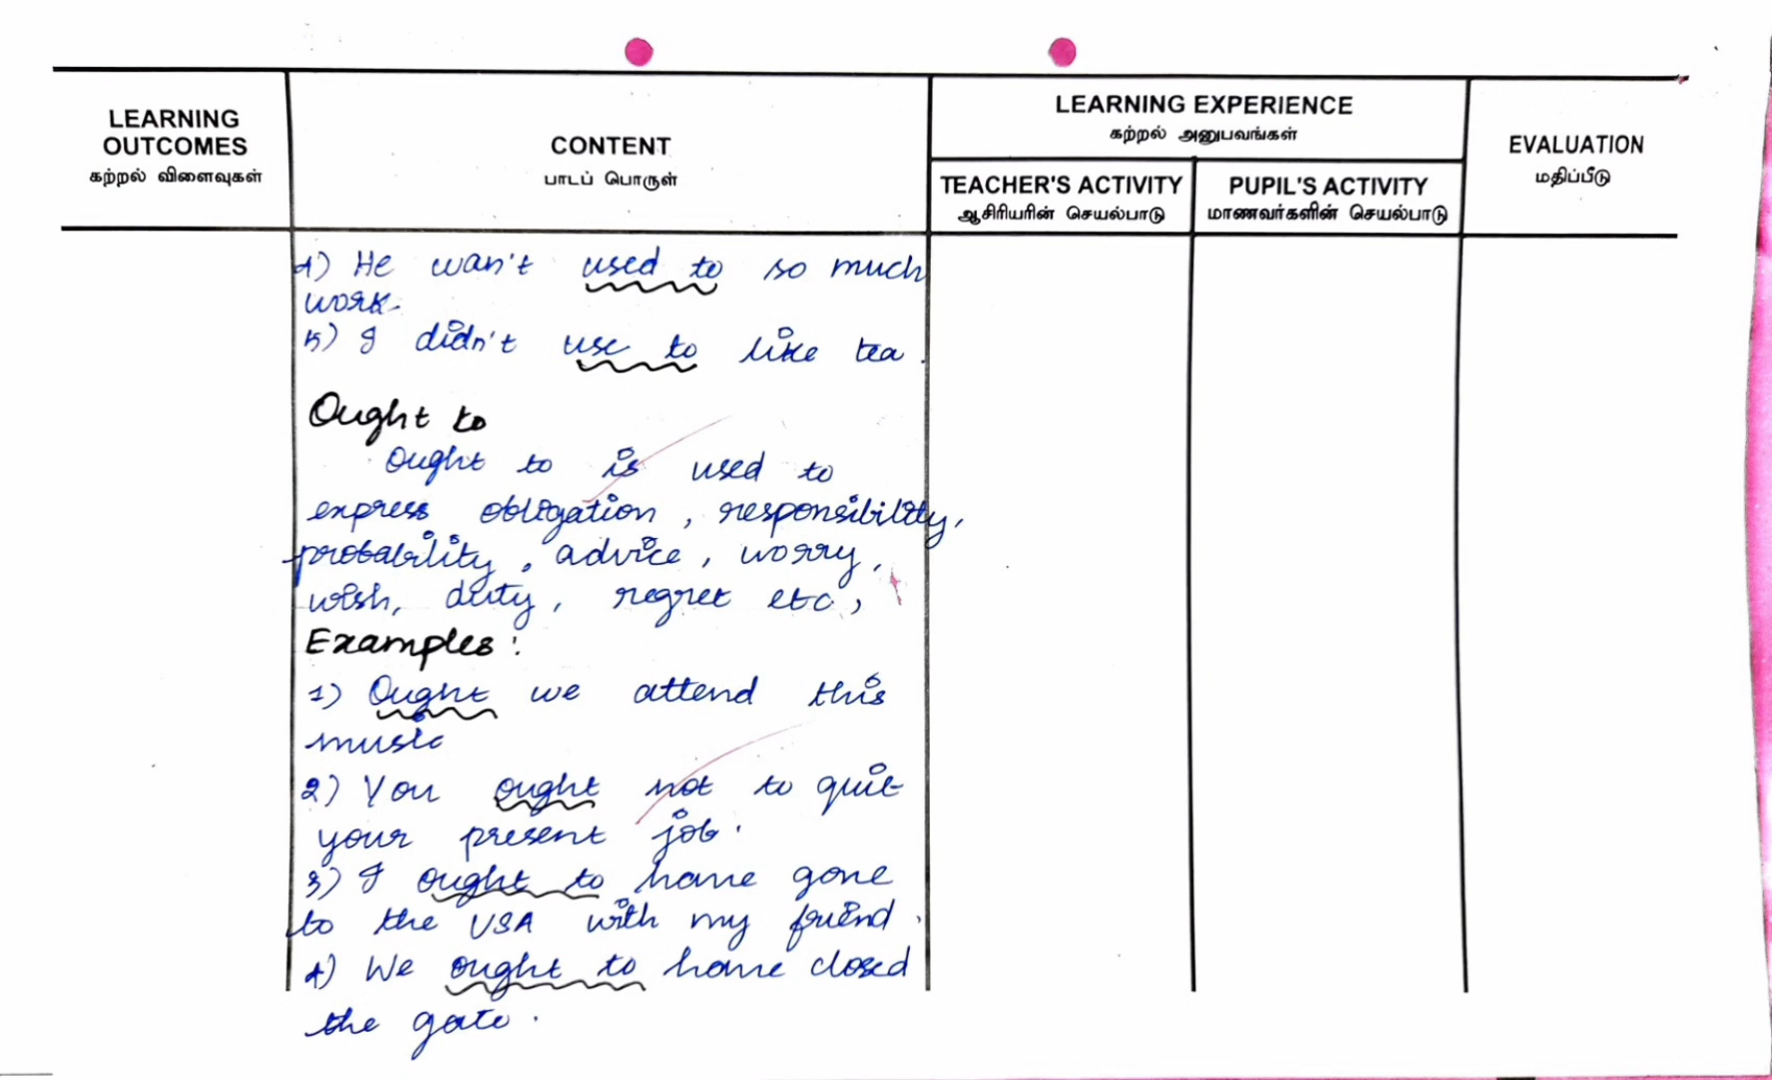 LEARNING
OUTCOMES
கற்றல் விளைவுகள்
CONTENT
பாடப் பொருள்
LEARNING EXPERIENCE
கற்றல் அனுபவங்கள்
TEACHER'S ACTIVITY
ஆசிரியரின் செயல்பாடு
PUPIL'S ACTIVITY
மாணவர்களின் செயல்பாடு
EVALUATION
மதிப்பீடு
4) He wan't used to so much
work.
5) I didn't use to like tea.
Ought to
Ought to is used to
express obligation, responsibility,
probability, advice, worry,
wish, duty, regret etc,
Examples:
1) Ought we attend this
music
2) You ought not to quit
your present job.
3) I ought to have gone
to the USA with my friend.
4) We ought to have closed
the gate.